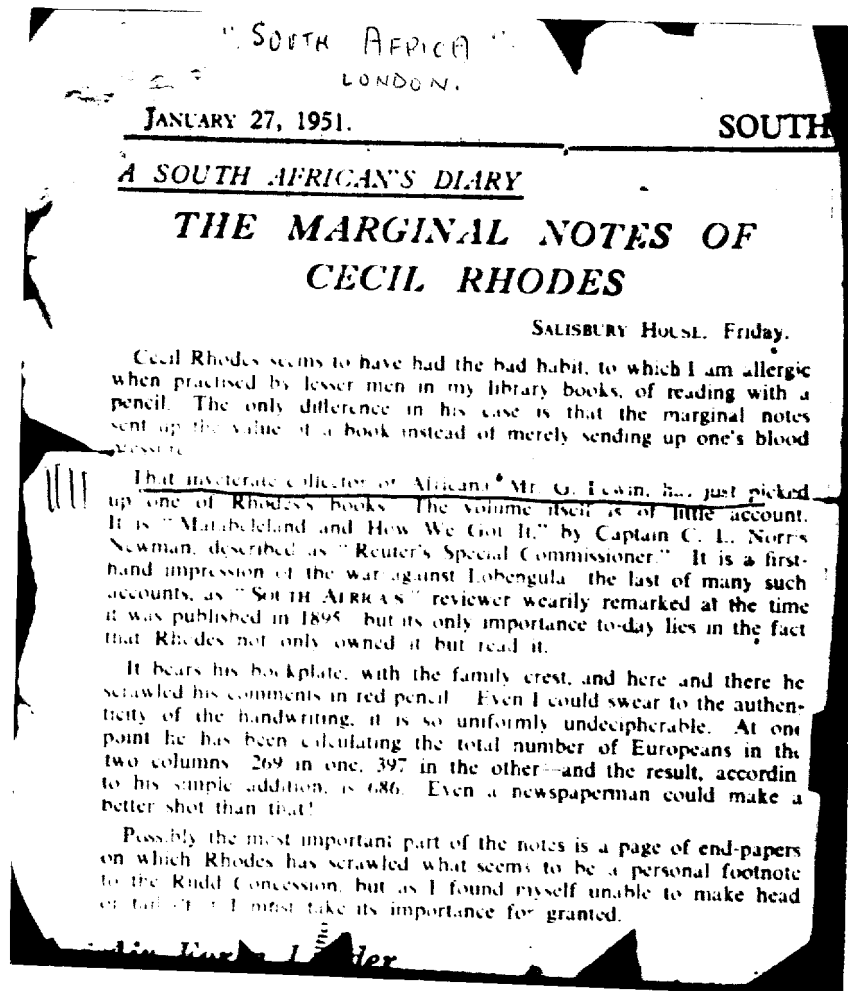 "SOUTH AFRICA"
LONDON.
JANUARY 27, 1951.
SOUTH
A SOUTH AFRICAN'S DIARY
THE MARGINAL NOTES OF
CECIL RHODES
SALISBURY HOUSE, Friday.
Cecil Rhodes seems to have had the bad habit, to which I am allergic
when practised by lesser men in my library books, of reading with a
pencil. The only difference in his case is that the marginal notes
sent up the value of a book instead of merely sending up one's blood
pressure.
That inveterate collector of Africana, Mr. G. Lewin, has just picked
up one of Rhodes's books. The volume itself is of little account.
It is "Matabeleland and How We Got It," by Captain C. L. Norris
Newman, described as "Reuter's Special Commissioner." It is a first-
hand impression of the war against Lobengula the last of many such
accounts, as "SOUTH AFRICA'S" reviewer wearily remarked at the time
it was published in 1895 but its only importance to-day lies in the fact
that Rhodes not only owned it but read it.
It bears his bookplate, with the family crest, and here and there he
scrawled his comments in red pencil. Even I could swear to the authen-
ticity of the handwriting, it is so uniformly undecipherable. At one
point he has been calculating the total number of Europeans in the
two columns 269 in one, 397 in the other—and the result, accordin
to his simple addition, is 686. Even a newspaperman could make a
better shot than that!
Possibly the most important part of the notes is a page of end-papers
on which Rhodes has scrawled what seems to be a personal footnote
to the Rudd Concession, but as I found myself unable to make head
or tail of it I must take its importance for granted.